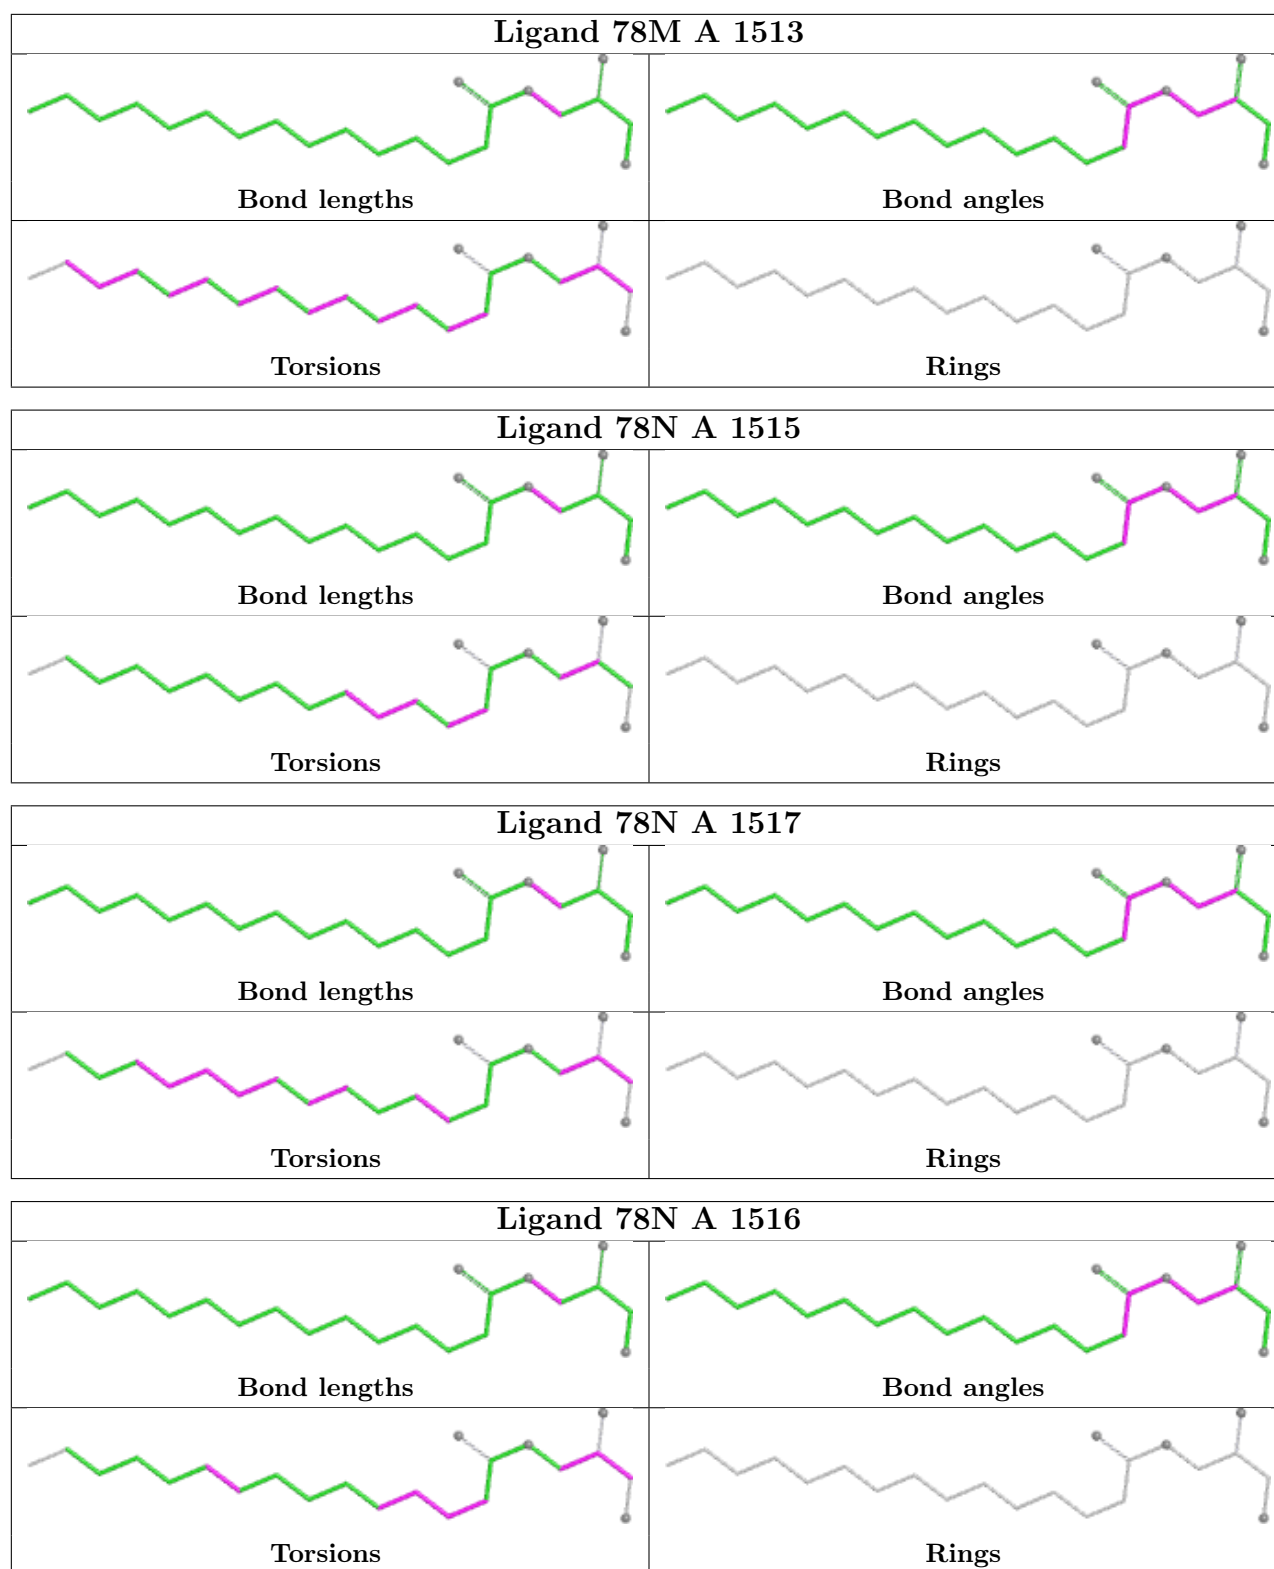 Ligand 78M A 1513
Bond lengths
Bond angles
Torsions
Rings
Ligand 78N A 1515
Bond lengths
Bond angles
Torsions
Rings
Ligand 78N A 1517
Bond lengths
Bond angles
Torsions
Rings
Ligand 78N A 1516
Bond lengths
Bond angles
Torsions
Rings